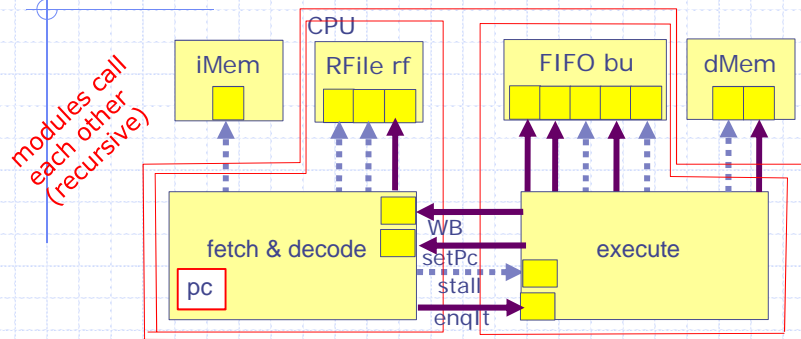 CPU
iMem
RFile rf
FIFO bu
dMem
modules call
each other
(recursive)
fetch & decode
pc
WB
setPc
stall
enqIt
execute